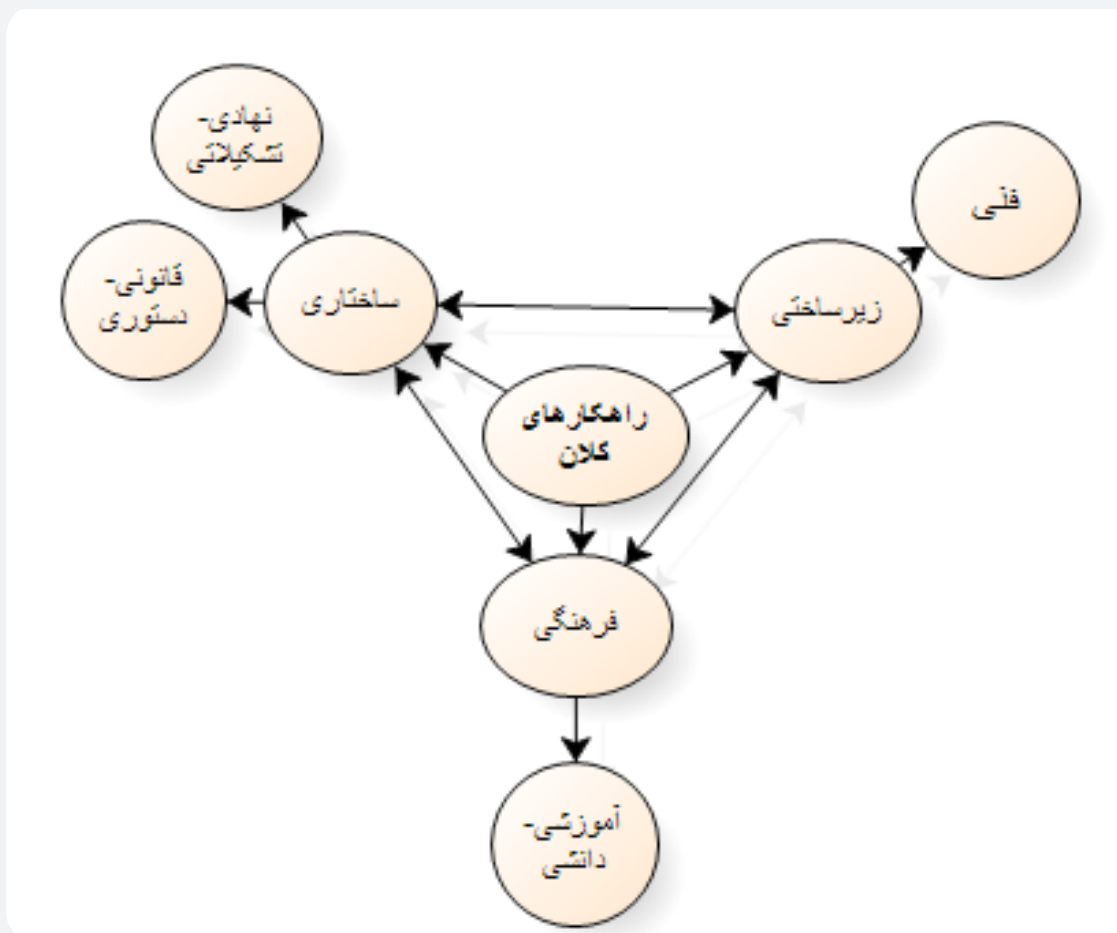 نهادی-
تشکیلاتی
فنی
قانونی-
دستوری
ساختاری
زیرساختی
راهکارهای
کلان
فرهنگی
آموزشی-
دانشی